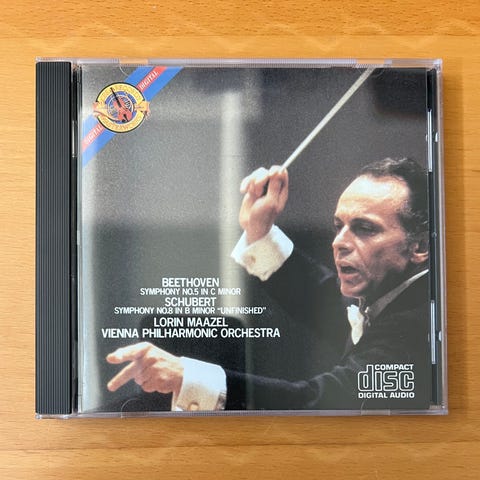 DIGITAL
DIGITAL
BEETHOVEN
SYMPHONY NO.5 IN C MINOR
SCHUBERT
SYMPHONY NO.8 IN B MINOR "UNFINISHED"
LORIN MAAZEL
VIENNA PHILHARMONIC ORCHESTRA
COMPACT
disc
DIGITAL AUDIO